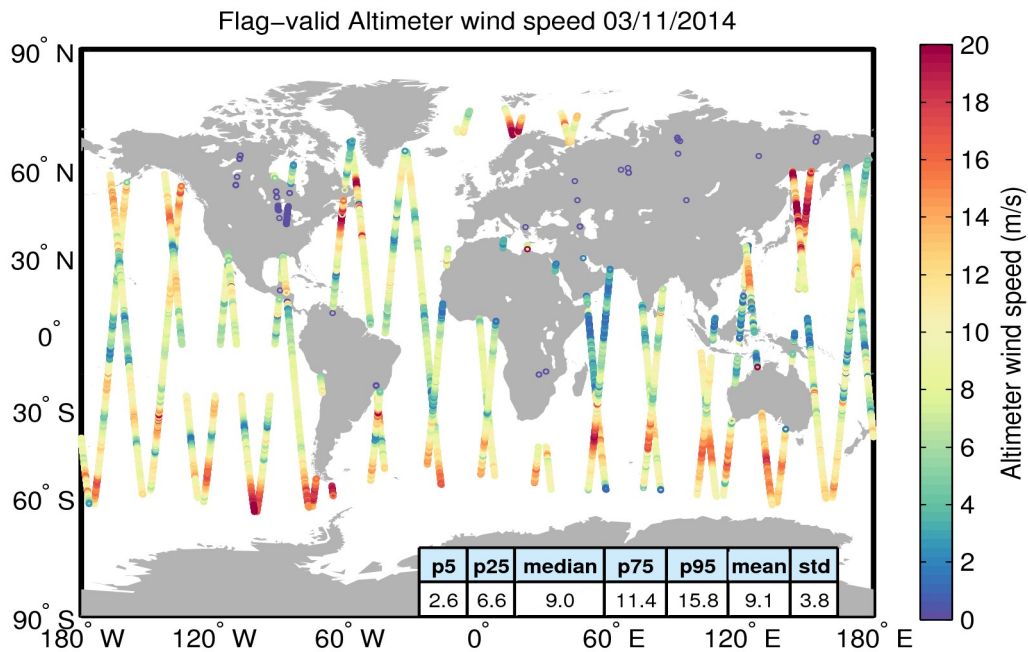 Flag−valid Altimeter wind speed 03/11/2014
90° N
60° N
30° N
0°
30° S
60° S
90° S
180° W
120° W
60° W
0°
60° E
120° E
180° E
p5 p25 median p75 p95 mean std
2.6 6.6 9.0 11.4 15.8 9.1 3.8
20
18
16
14
12
10
8
6
4
2
0
Altimeter wind speed (m/s)